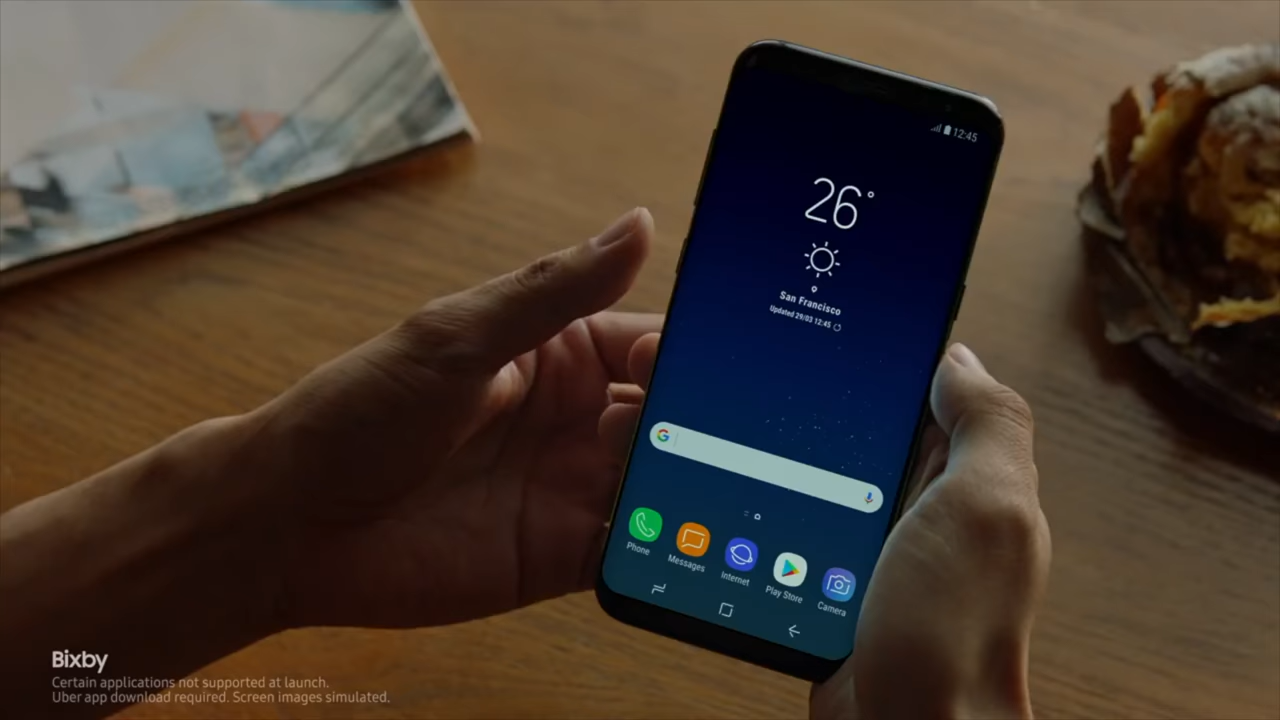 12:45
26°
San Francisco
Updated 29/03 12:45
G
Phone
Messages
Internet
Play Store
Camera
Bixby
Certain applications not supported at launch.
Uber app download required. Screen images simulated.